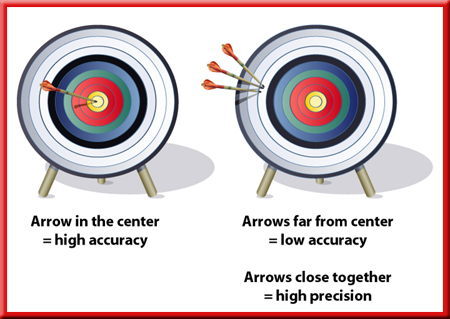 Arrow in the center
= high accuracy
Arrows far from center
= low accuracy
Arrows close together
= high precision